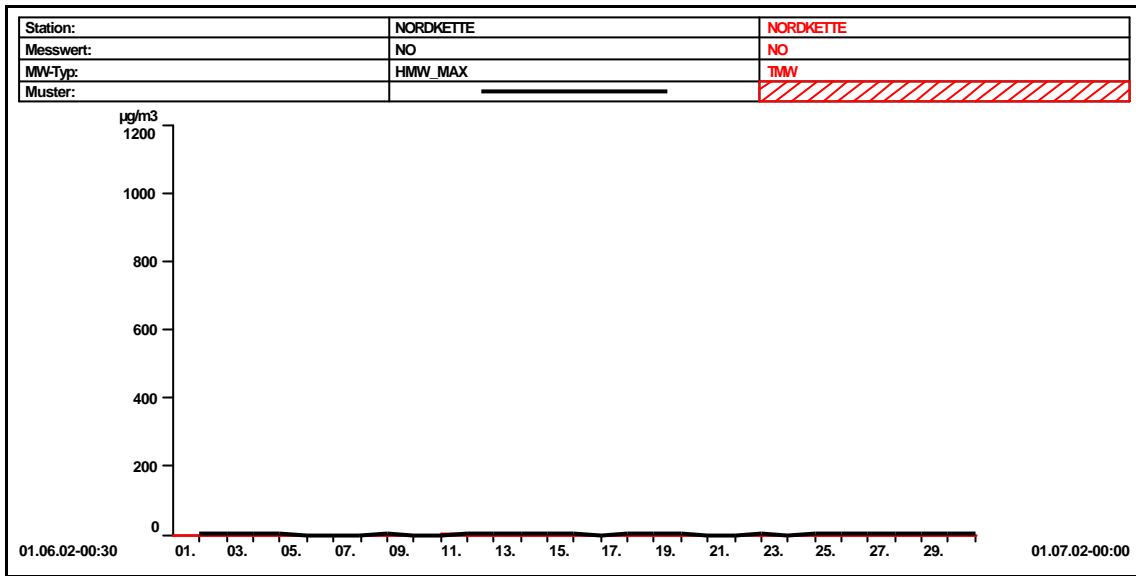 Station: NORDKETTE NORDKETTE
Messwert: NO NO
MW-Typ: HMW_MAX TMW
Muster:
µg/m3
1200
1000
800
600
400
200
0
01.06.02-00:30 01. 03. 05. 07. 09. 11. 13. 15. 17. 19. 21. 23. 25. 27. 29. 01.07.02-00:00